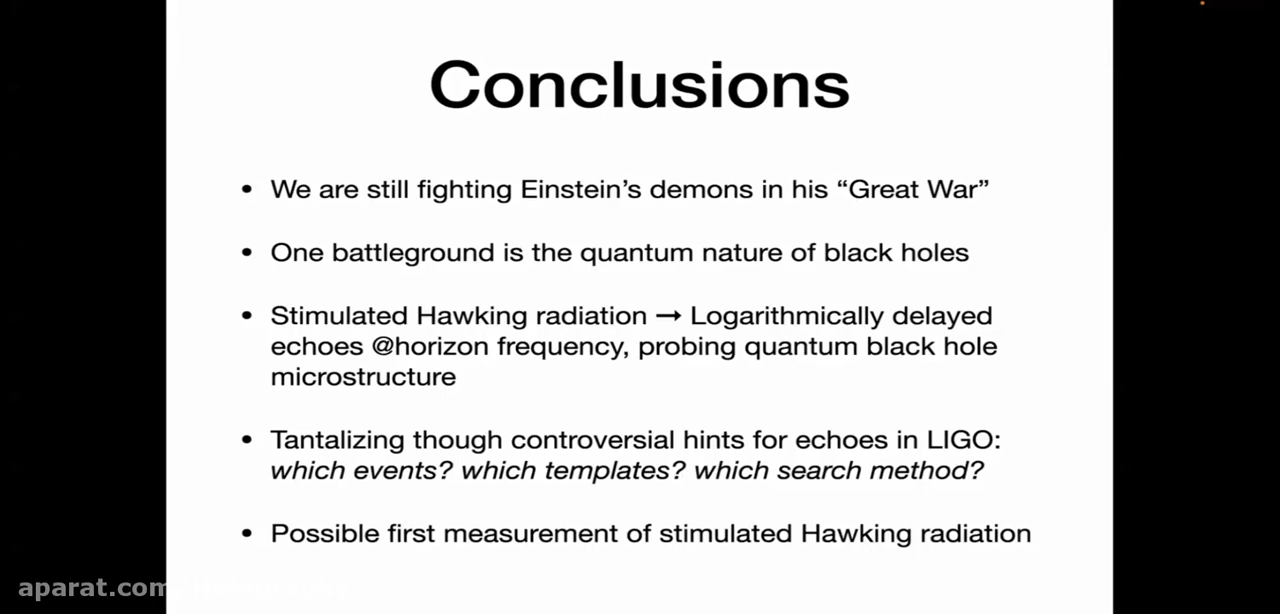 Conclusions
• We are still fighting Einstein’s demons in his “Great War”
• One battleground is the quantum nature of black holes
• Stimulated Hawking radiation → Logarithmically delayed
echoes @horizon frequency, probing quantum black hole
microstructure
• Tantalizing though controversial hints for echoes in LIGO:
which events? which templates? which search method?
• Possible first measurement of stimulated Hawking radiation
aparat.com/